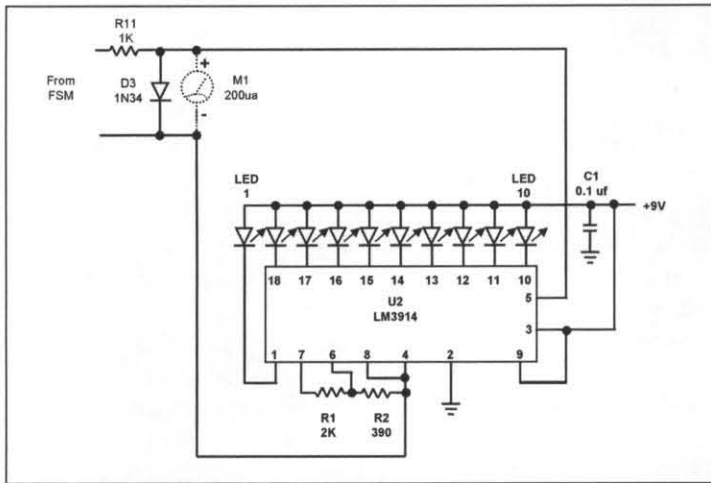 R11
1K
From
FSM
D3
1N34
+
M1
200ua
-
LED
1
LED
10
C1
0.1 uf
+9V
18 17 16 15 14 13 12 11 10
U2
LM3914
5
3
1 7 6 8 4 2 9
R1
2K
R2
390